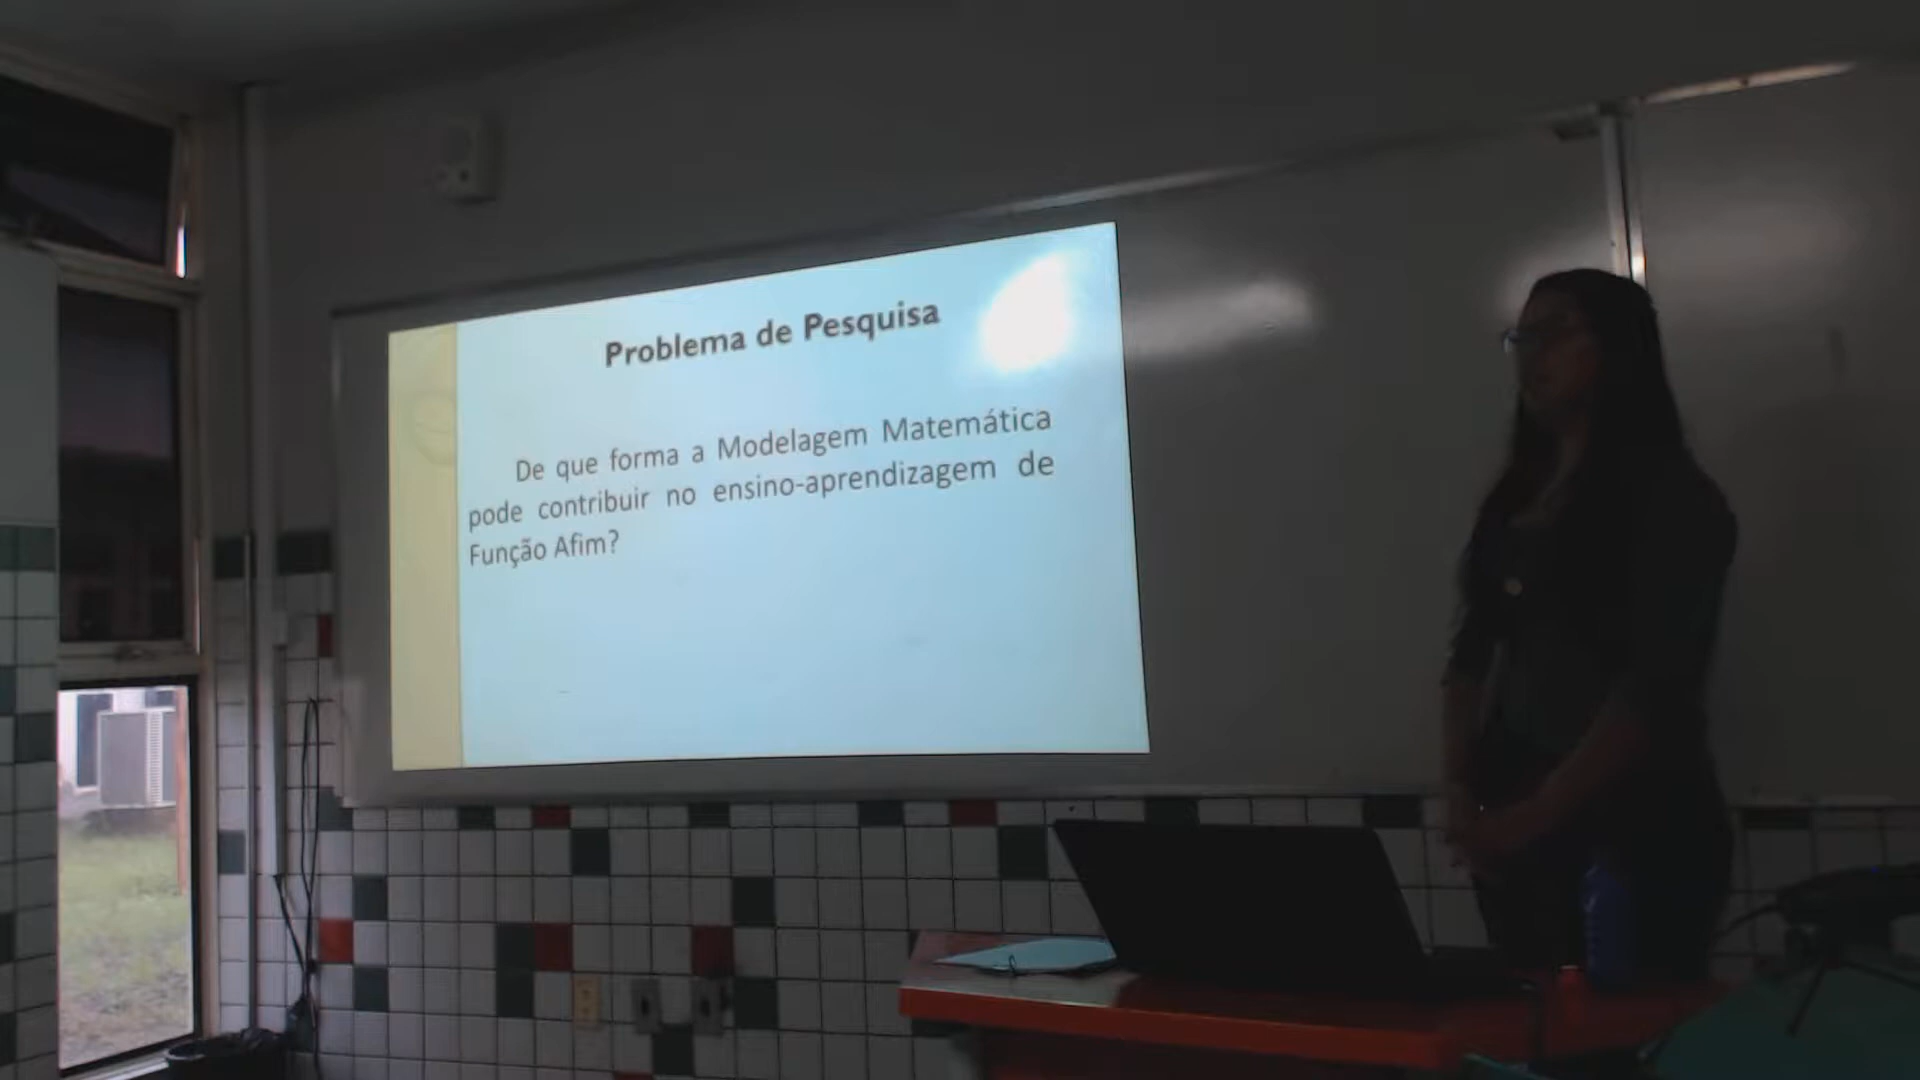 Problema de Pesquisa
De que forma a Modelagem Matemática
pode contribuir no ensino-aprendizagem de
Função Afim?